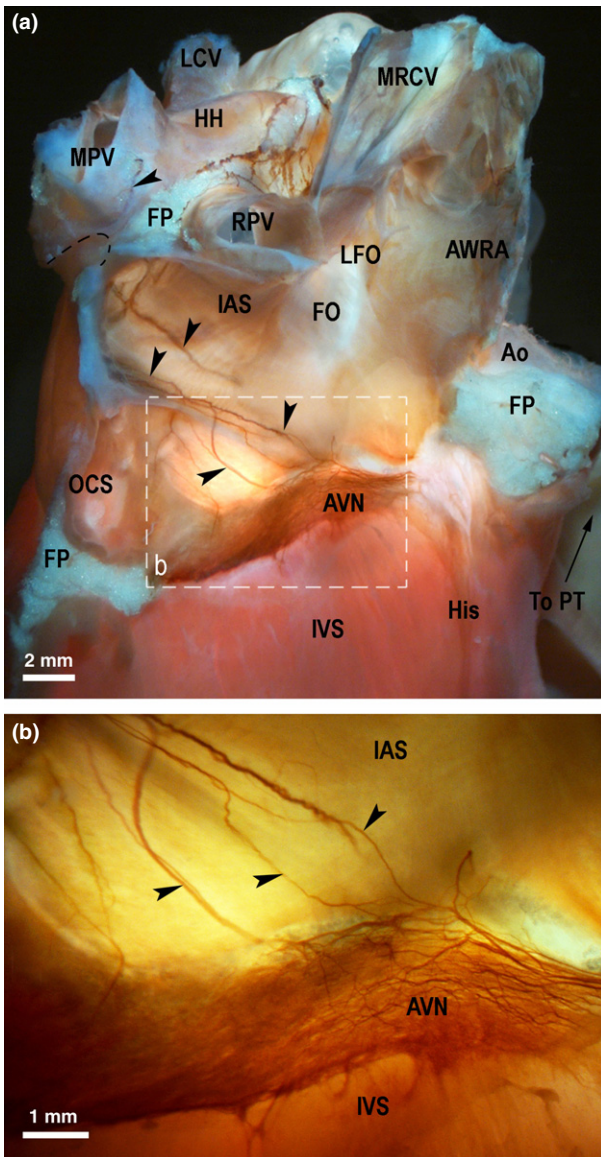 (a)
LCV
MRCV
HH
MPV
FP
RPV
LFO
AWRA
IAS
FO
Ao
FP
OCS
AVN
FP
b
IVS
His
To PT
2 mm
(b)
IAS
AVN
IVS
1 mm